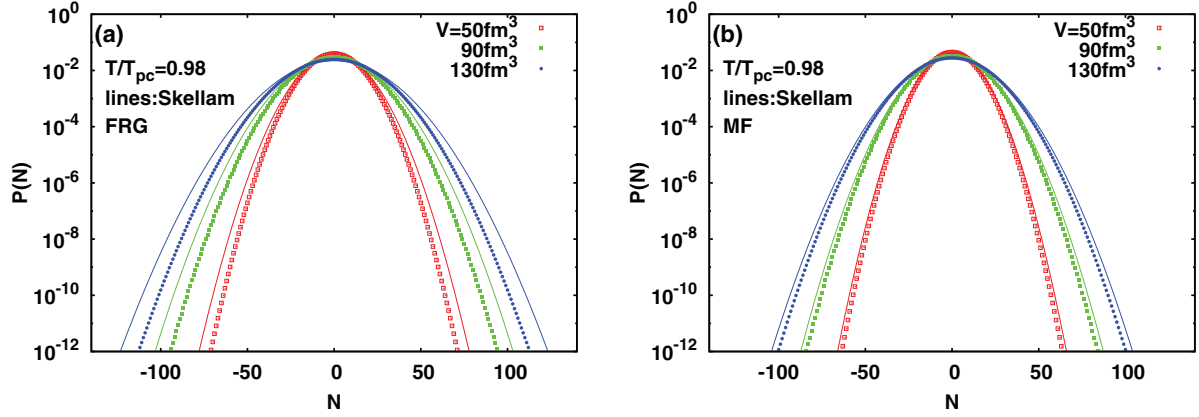 (a)
V=50fm^3
90fm^3
130fm^3
T/T_pc=0.98
lines:Skellam
FRG
P(N)
10^0
10^-2
10^-4
10^-6
10^-8
10^-10
10^-12
-100 -50 0 50 100
N
(b)
V=50fm^3
90fm^3
130fm^3
T/T_pc=0.98
lines:Skellam
MF
P(N)
10^0
10^-2
10^-4
10^-6
10^-8
10^-10
10^-12
-100 -50 0 50 100
N